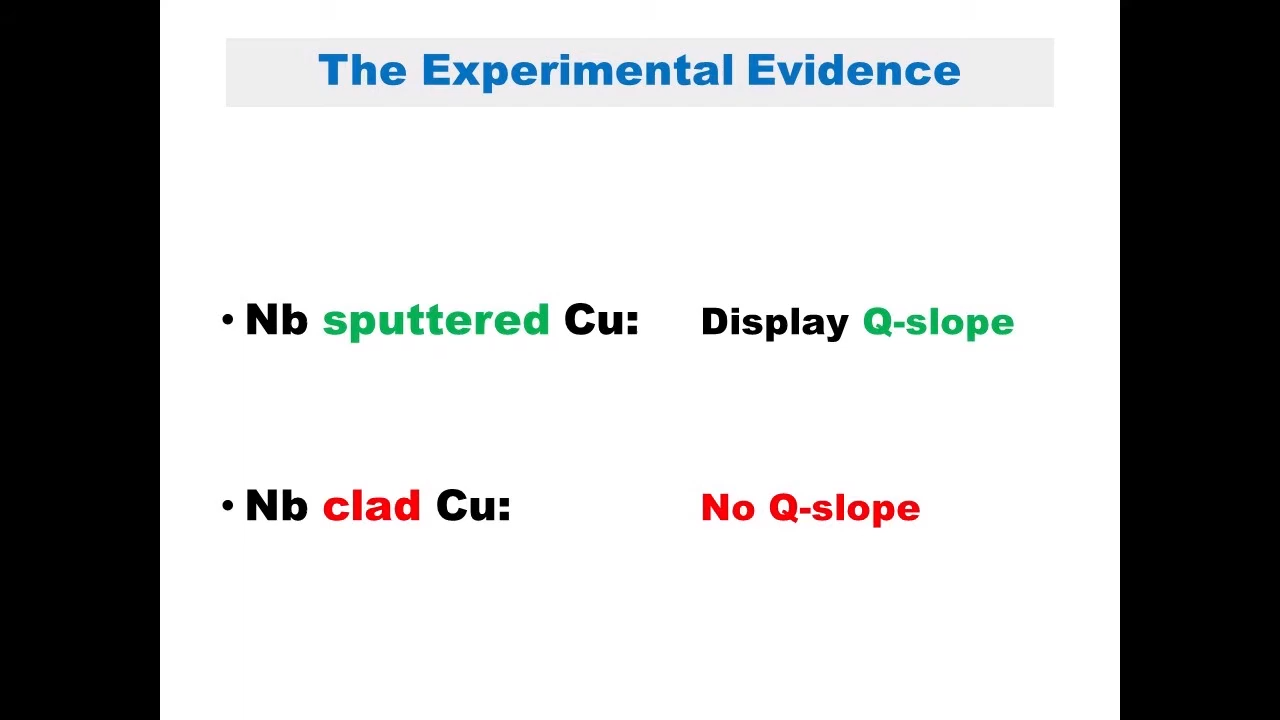 The Experimental Evidence
• Nb sputtered Cu: Display Q-slope
• Nb clad Cu: No Q-slope